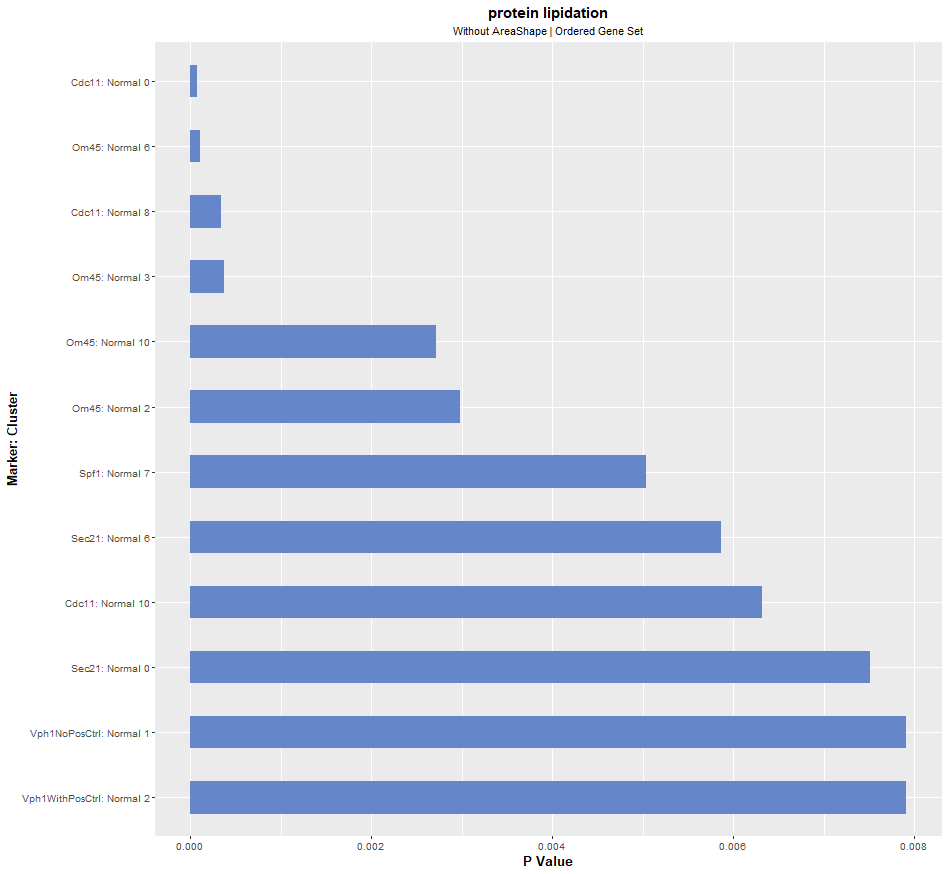 protein lipidation
Without AreaShape | Ordered Gene Set
Cdc11: Normal 0
Om45: Normal 6
Cdc11: Normal 8
Om45: Normal 3
Om45: Normal 10
Om45: Normal 2
Spf1: Normal 7
Sec21: Normal 6
Cdc11: Normal 10
Sec21: Normal 0
Vph1NoPosCtrl: Normal 1
Vph1WithPosCtrl: Normal 2
Marker: Cluster
0.000 0.002 0.004 0.006 0.008
P Value